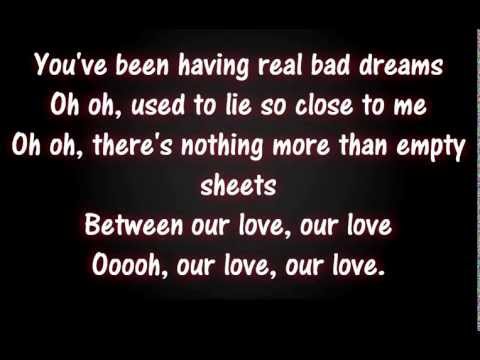 You've been having real bad dreams
Oh oh, used to lie so close to me
Oh oh, there's nothing more than empty
sheets
Between our love, our love
Ooooh, our love, our love.